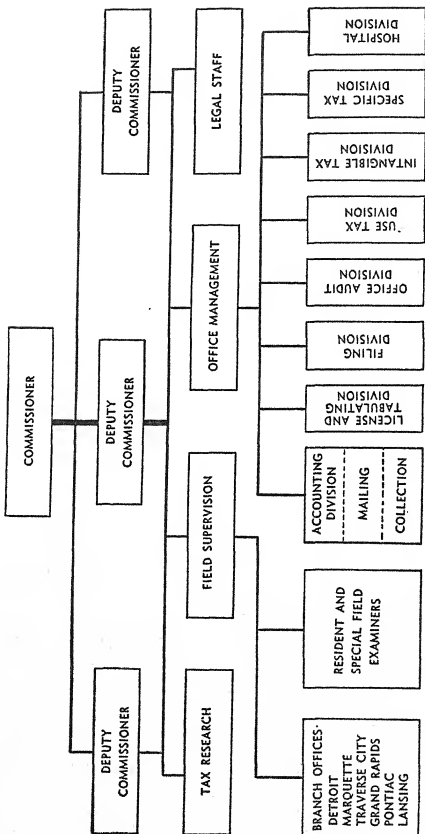 COMMISSIONER
DEPUTY
COMMISSIONER
DEPUTY
COMMISSIONER
DEPUTY
COMMISSIONER
TAX RESEARCH
FIELD SUPERVISION
OFFICE MANAGEMENT
LEGAL STAFF
BRANCH OFFICES·
DETROIT
MARQUETTE
TRAVERSE CITY
GRAND RAPIDS
PONTIAC
LANSING
RESIDENT AND
SPECIAL FIELD
EXAMINERS
ACCOUNTING
DIVISION
MAILING
COLLECTION
LICENSE AND
TABULATING
DIVISION
FILING
DIVISION
OFFICE AUDIT
DIVISION
USE TAX
DIVISION
INTANGIBLE TAX
DIVISION
SPECIFIC TAX
DIVISION
HOSPITAL
DIVISION